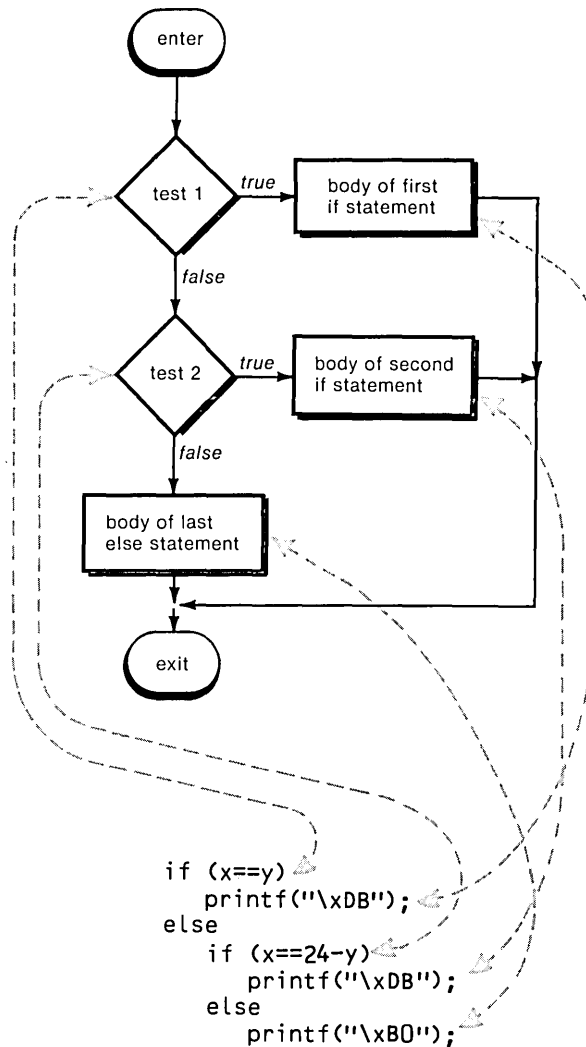 enter
test 1
true
body of first
if statement
false
test 2
true
body of second
if statement
false
body of last
else statement
exit
if (x==y)
printf("\xDB");
else
if (x==24-y)
printf("\xDB");
else
printf("\xB0");